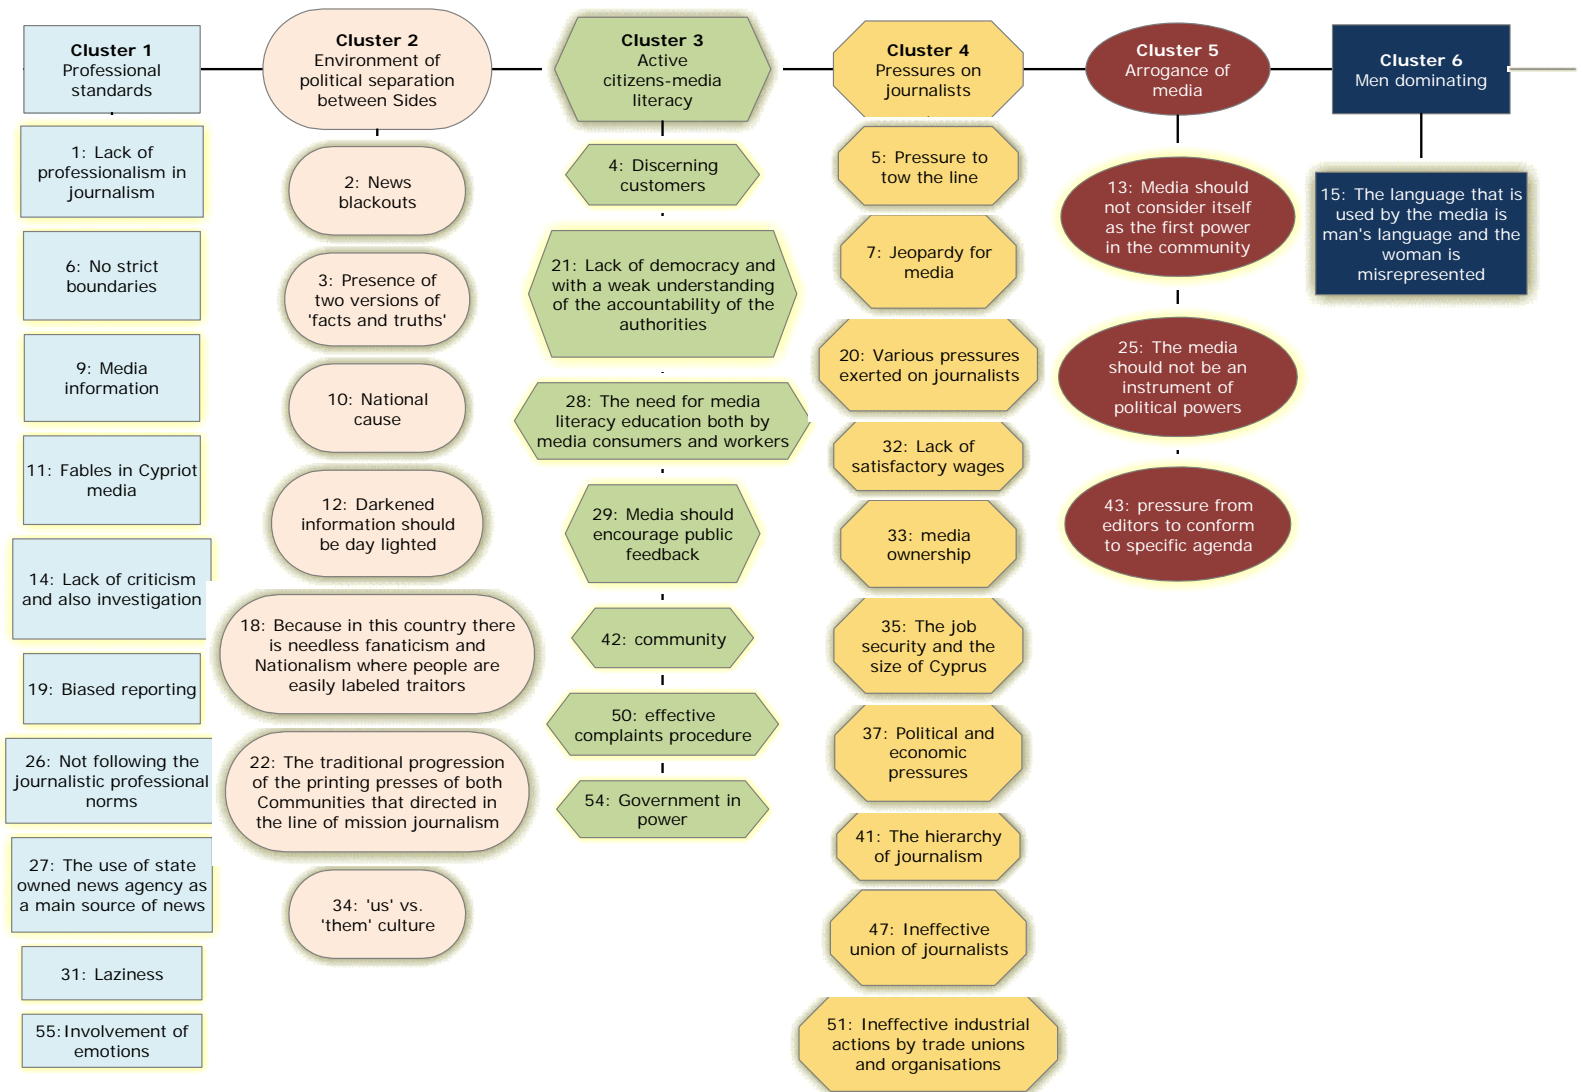 Cluster 1
Professional
standards
1: Lack of
professionalism in
journalism
6: No strict
boundaries
9: Media
information
11: Fables in Cypriot
media
14: Lack of criticism
and also investigation
19: Biased reporting
26: Not following the
journalistic professional
norms
27: The use of state
owned news agency as
a main source of news
31: Laziness
55:Involvement of
emotions
Cluster 2
Environment of
political separation
between Sides
2: News
blackouts
3: Presence of
two versions of
'facts and truths'
10: National
cause
12: Darkened
information should
be day lighted
18: Because in this country there
is needless fanaticism and
Nationalism where people are
easily labeled traitors
22: The traditional progression
of the printing presses of both
Communities that directed in
the line of mission journalism
34: 'us' vs.
'them' culture
Cluster 3
Active
citizens-media
literacy
4: Discerning
customers
21: Lack of democracy and
with a weak understanding
of the accountability of the
authorities
28: The need for media
literacy education both by
media consumers and workers
29: Media should
encourage public
feedback
42: community
50: effective
complaints procedure
54: Government in
power
Cluster 4
Pressures on
journalists
5: Pressure to
tow the line
7: Jeopardy for
media
20: Various pressures
exerted on journalists
32: Lack of
satisfactory wages
33: media
ownership
35: The job
security and the
size of Cyprus
37: Political and
economic
pressures
41: The hierarchy
of journalism
47: Ineffective
union of journalists
51: Ineffective industrial
actions by trade unions
and organisations
Cluster 5
Arrogance of
media
13: Media should
not consider itself
as the first power
in the community
25: The media
should not be an
instrument of
political powers
43: pressure from
editors to conform
to specific agenda
Cluster 6
Men dominating
15: The language that is
used by the media is
man's language and the
woman is
misrepresented